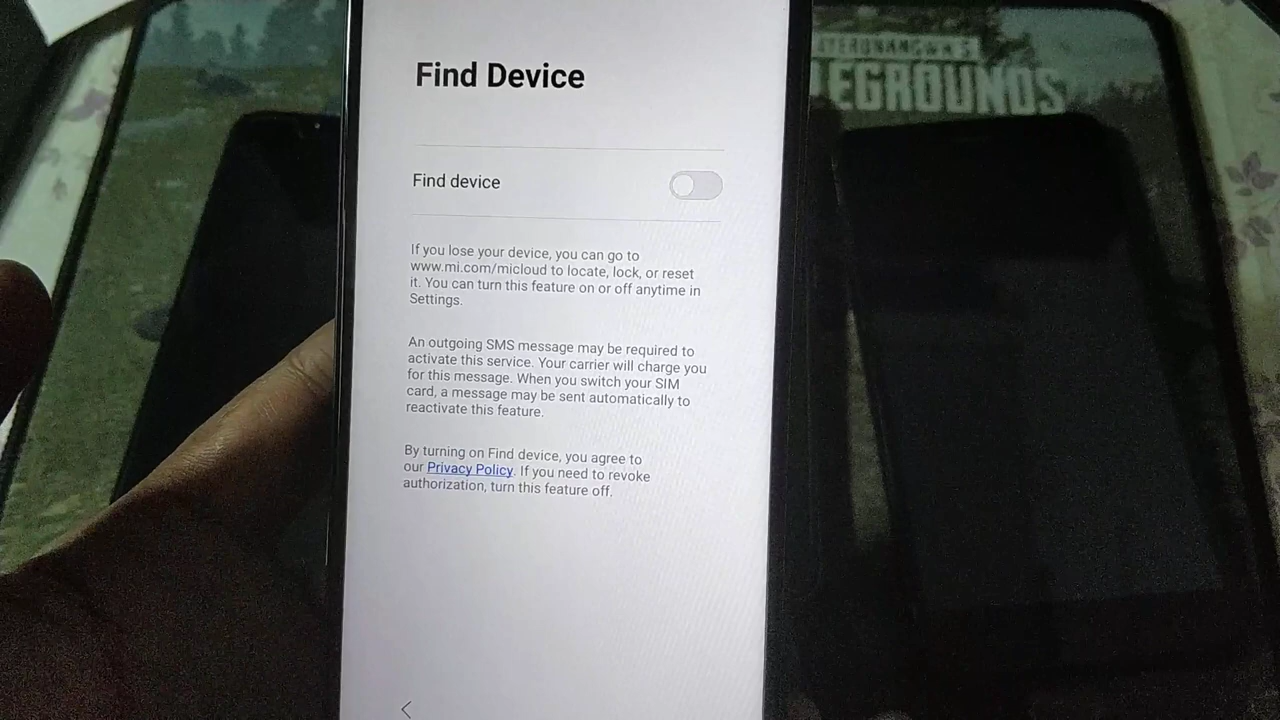 Find Device
Find device
If you lose your device, you can go to
www.mi.com/micloud to locate, lock, or reset
it. You can turn this feature on or off anytime in
Settings.
An outgoing SMS message may be required to
activate this service. Your carrier will charge you
for this message. When you switch your SIM
card, a message may be sent automatically to
reactivate this feature.
By turning on Find device, you agree to
our Privacy Policy. If you need to revoke
authorization, turn this feature off.
LEGROUNDS